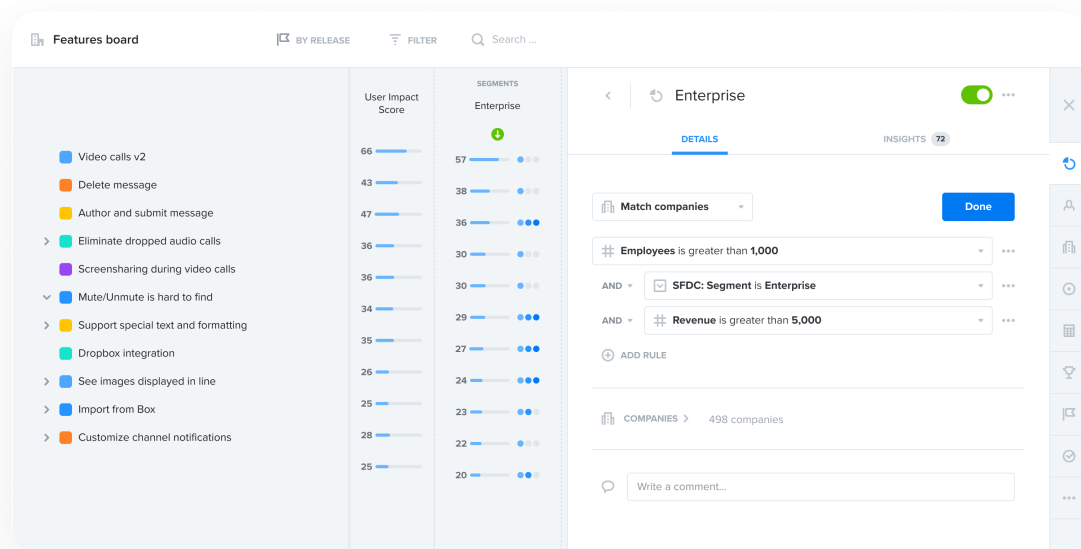 Features board
BY RELEASE
FILTER
Search ...
User Impact
Score
SEGMENTS
Enterprise
Video calls v2
Delete message
Author and submit message
Eliminate dropped audio calls
Screensharing during video calls
Mute/Unmute is hard to find
Support special text and formatting
Dropbox integration
See images displayed in line
Import from Box
Customize channel notifications
66
43
47
36
36
34
35
26
25
28
25
57
38
36
30
30
29
27
24
23
22
20
Enterprise
DETAILS
INSIGHTS 72
Match companies
Done
Employees is greater than 1,000
AND SFDC: Segment is Enterprise
AND Revenue is greater than 5,000
ADD RULE
COMPANIES 498 companies
Write a comment...